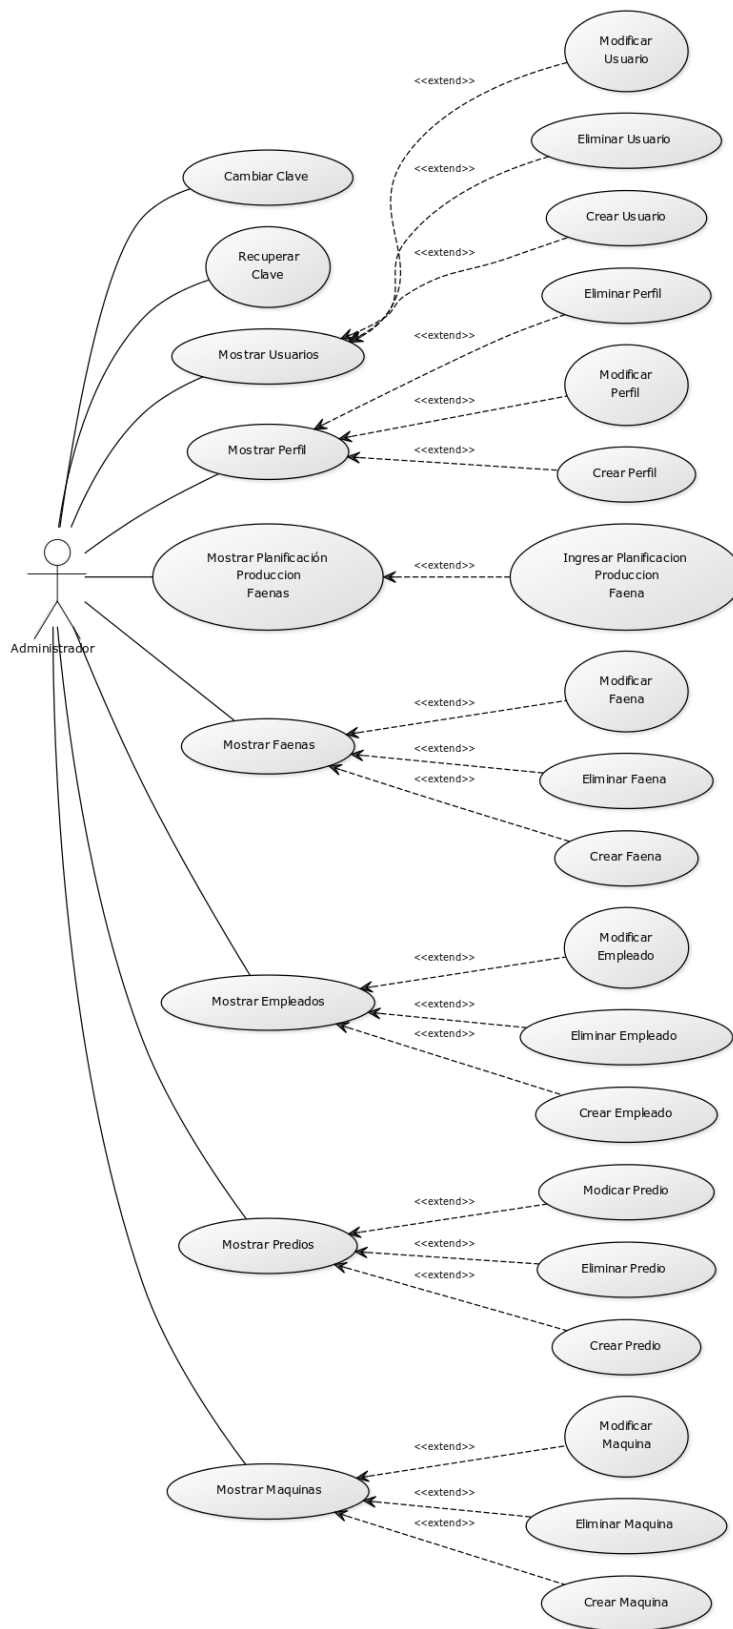 Modificar
Usuario
<<extend>>
Eliminar Usuario
<<extend>>
Cambiar Clave
Crear Usuario
<<extend>>
Recuperar
Clave
Eliminar Perfil
<<extend>>
Mostrar Usuarios
Modificar
Perfil
<<extend>>
Mostrar Perfil
<<extend>>
Crear Perfil
Mostrar Planificación
Produccion
Faenas
<<extend>>
Ingresar Planificacion
Produccion
Faena
Administrador
Modificar
Faena
<<extend>>
Mostrar Faenas
<<extend>>
Eliminar Faena
<<extend>>
Crear Faena
Modificar
Empleado
<<extend>>
Mostrar Empleados
<<extend>>
Eliminar Empleado
<<extend>>
Crear Empleado
Modicar Predio
<<extend>>
Mostrar Predios
<<extend>>
Eliminar Predio
<<extend>>
Crear Predio
Modificar
Maquina
<<extend>>
Mostrar Maquinas
<<extend>>
Eliminar Maquina
<<extend>>
Crear Maquina